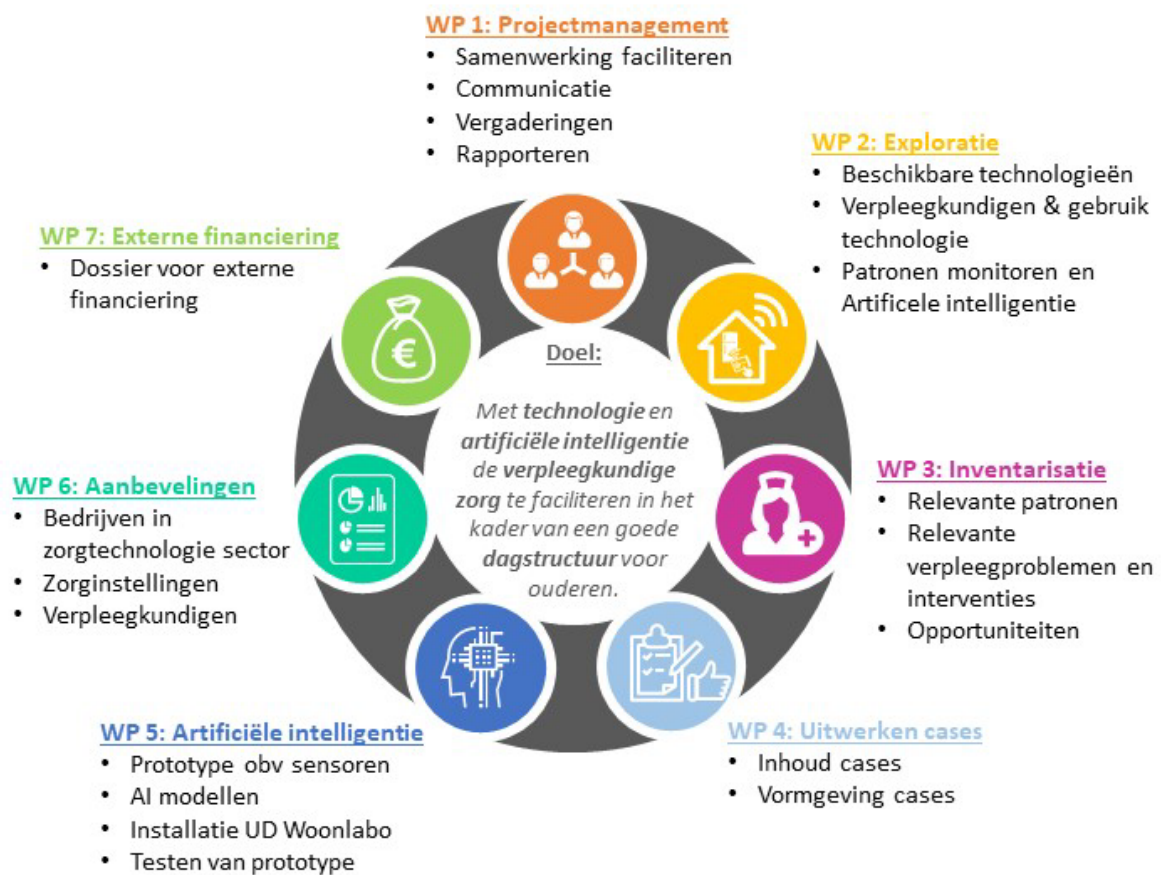 WP 1: Projectmanagement
• Samenwerking faciliteren
• Communicatie
• Vergaderingen
• Rapporteren
WP 2: Exploratie
• Beschikbare technologieën
• Verpleegkundigen & gebruik
technologie
• Patronen monitoren en
Artificele intelligentie
WP 3: Inventarisatie
• Relevante patronen
• Relevante
verpleegproblemen en
interventies
• Opportuniteiten
WP 4: Uitwerken cases
• Inhoud cases
• Vormgeving cases
WP 5: Artificiële intelligentie
• Prototype obv sensoren
• AI modellen
• Installatie UD Woonlabo
• Testen van prototype
WP 6: Aanbevelingen
• Bedrijven in
zorgtechnologie sector
• Zorginstellingen
• Verpleegkundigen
WP 7: Externe financiering
• Dossier voor externe
financiering
€
Doel:
Met technologie en
artificiële intelligentie
de verpleegkundige
zorg te faciliteren in het
kader van een goede
dagstructuur voor
ouderen.